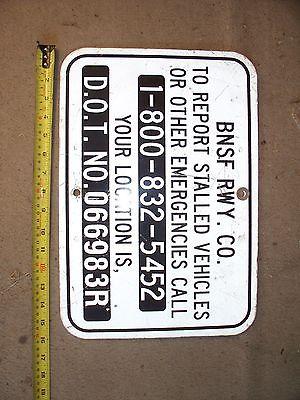 BNSF RWY. CO.
TO REPORT STALLED VEHICLES
OR OTHER EMERGENCIES CALL
1-800-832-5452
YOUR LOCATION IS,
D.O.T. NO.066983R